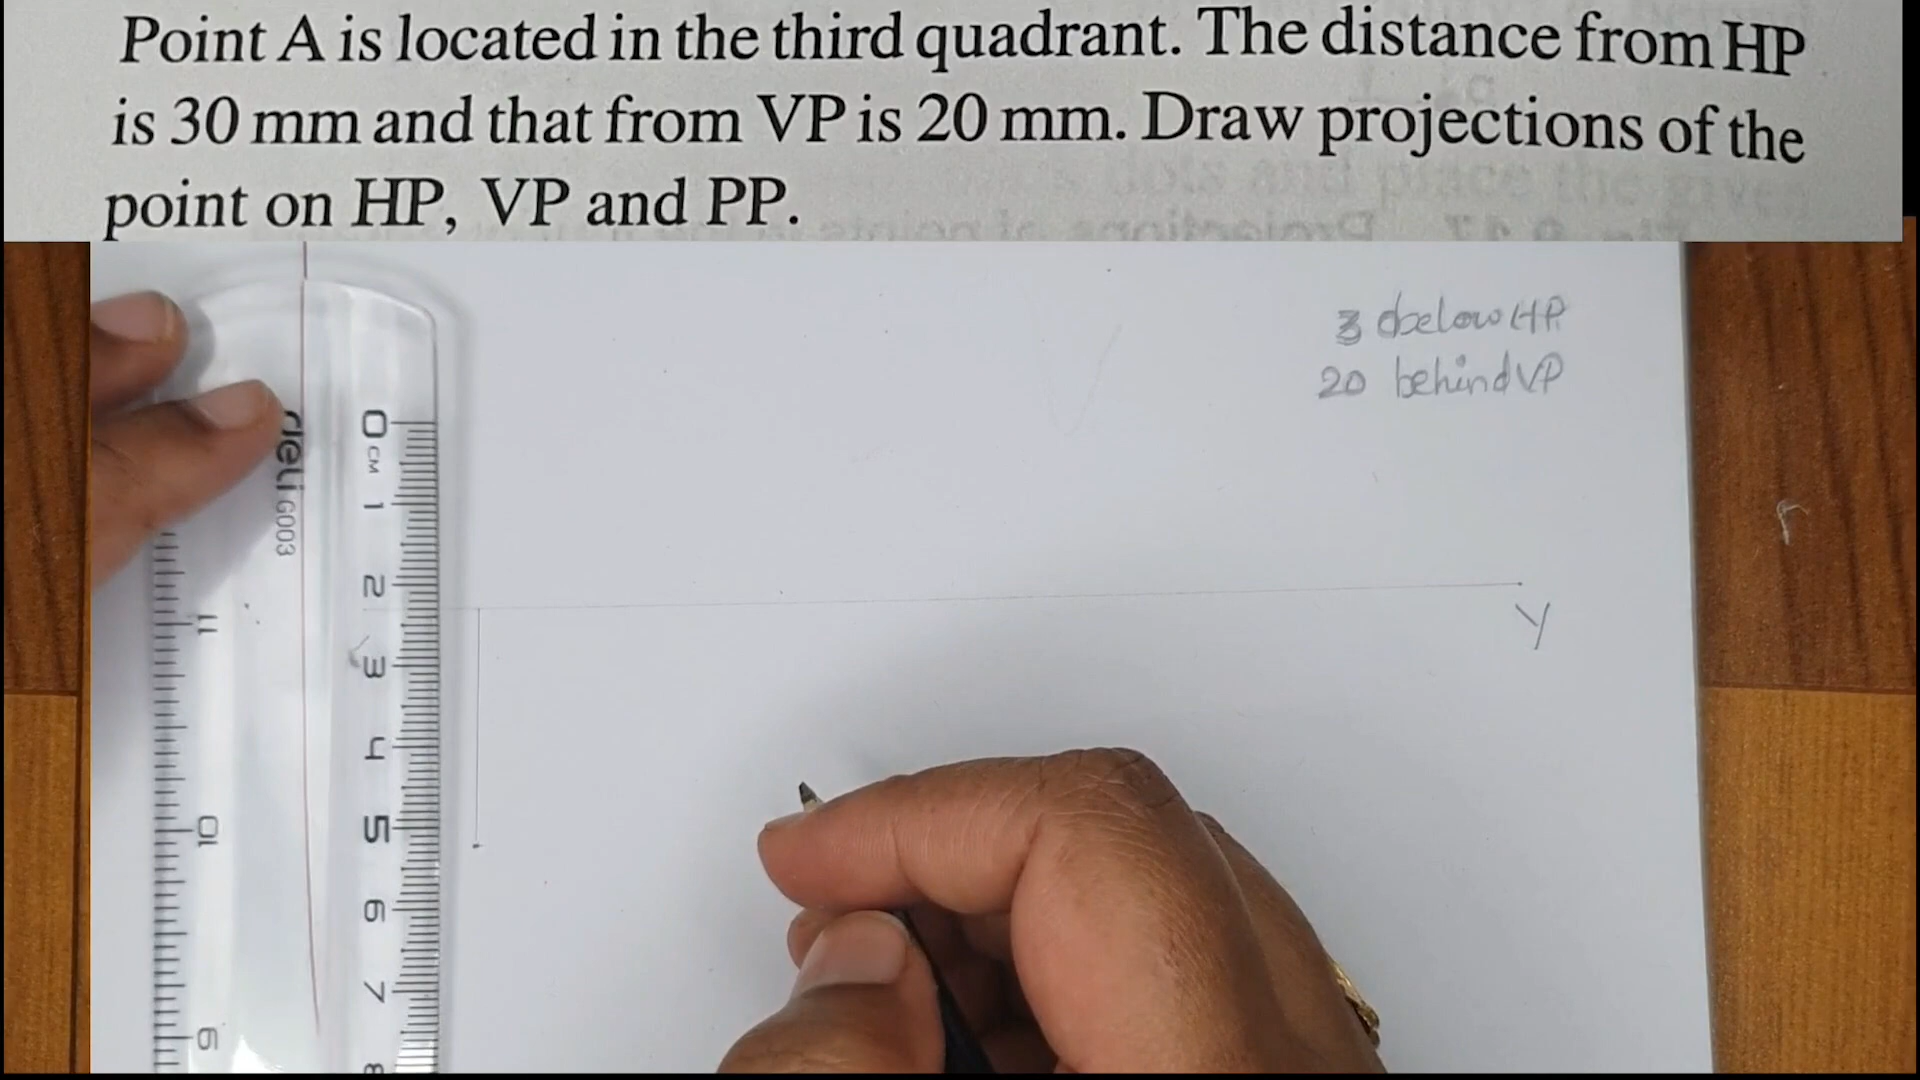 Point A is located in the third quadrant. The distance from HP
is 30 mm and that from VP is 20 mm. Draw projections of the
point on HP, VP and PP.
3 below HP
20 behind VP
deli G003
0 CM 1 2 3 4 5 6 7 8
11 10 9
Y